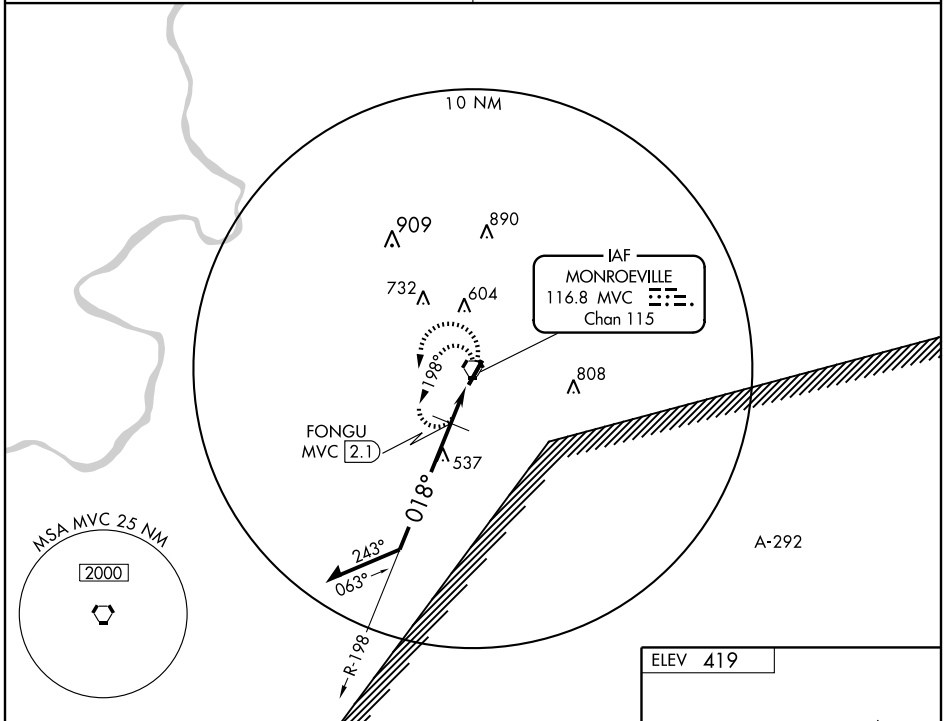 10 NM
909
890
IAF
MONROEVILLE
116.8 MVC
Chan 115
732
604
198°
808
FONGU
MVC 2.1
537
018°
MSA MVC 25 NM
2000
243°
063°
A-292
R-198
ELEV 419